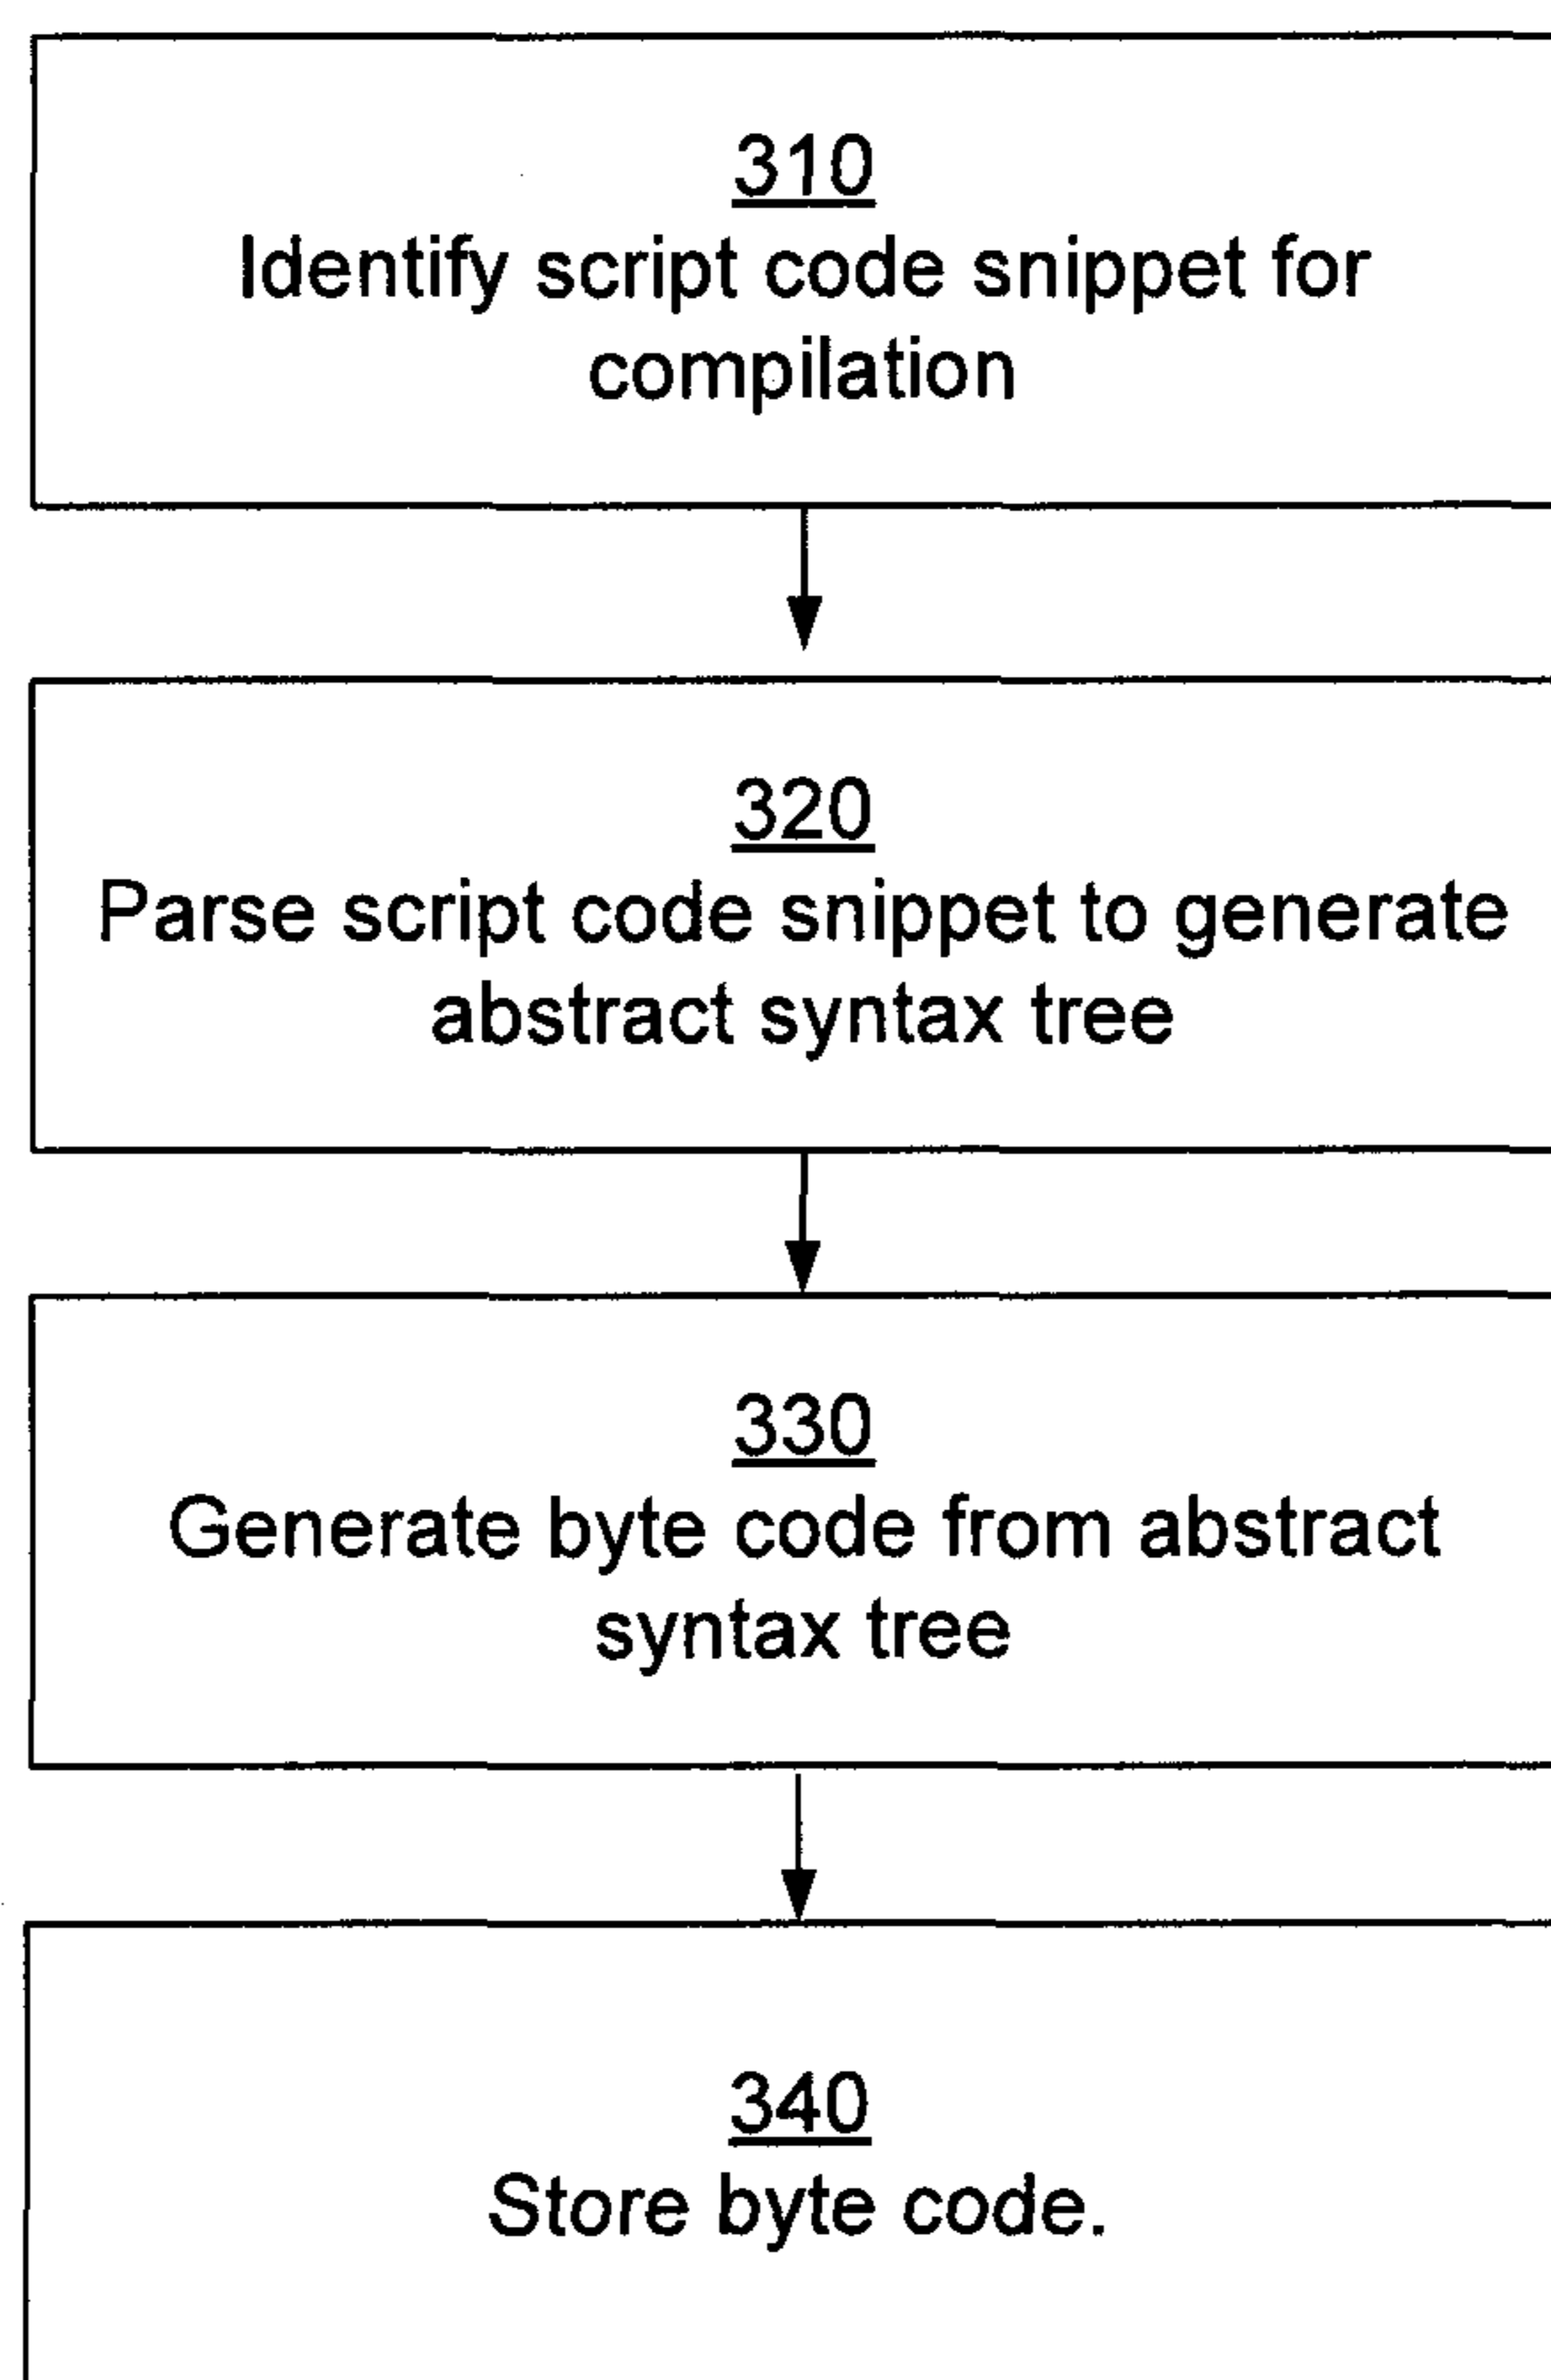 310
Identify script code snippet for
compilation
320
Parse script code snippet to generate
abstract syntax tree
330
Generate byte code from abstract
syntax tree
340
Store byte code.